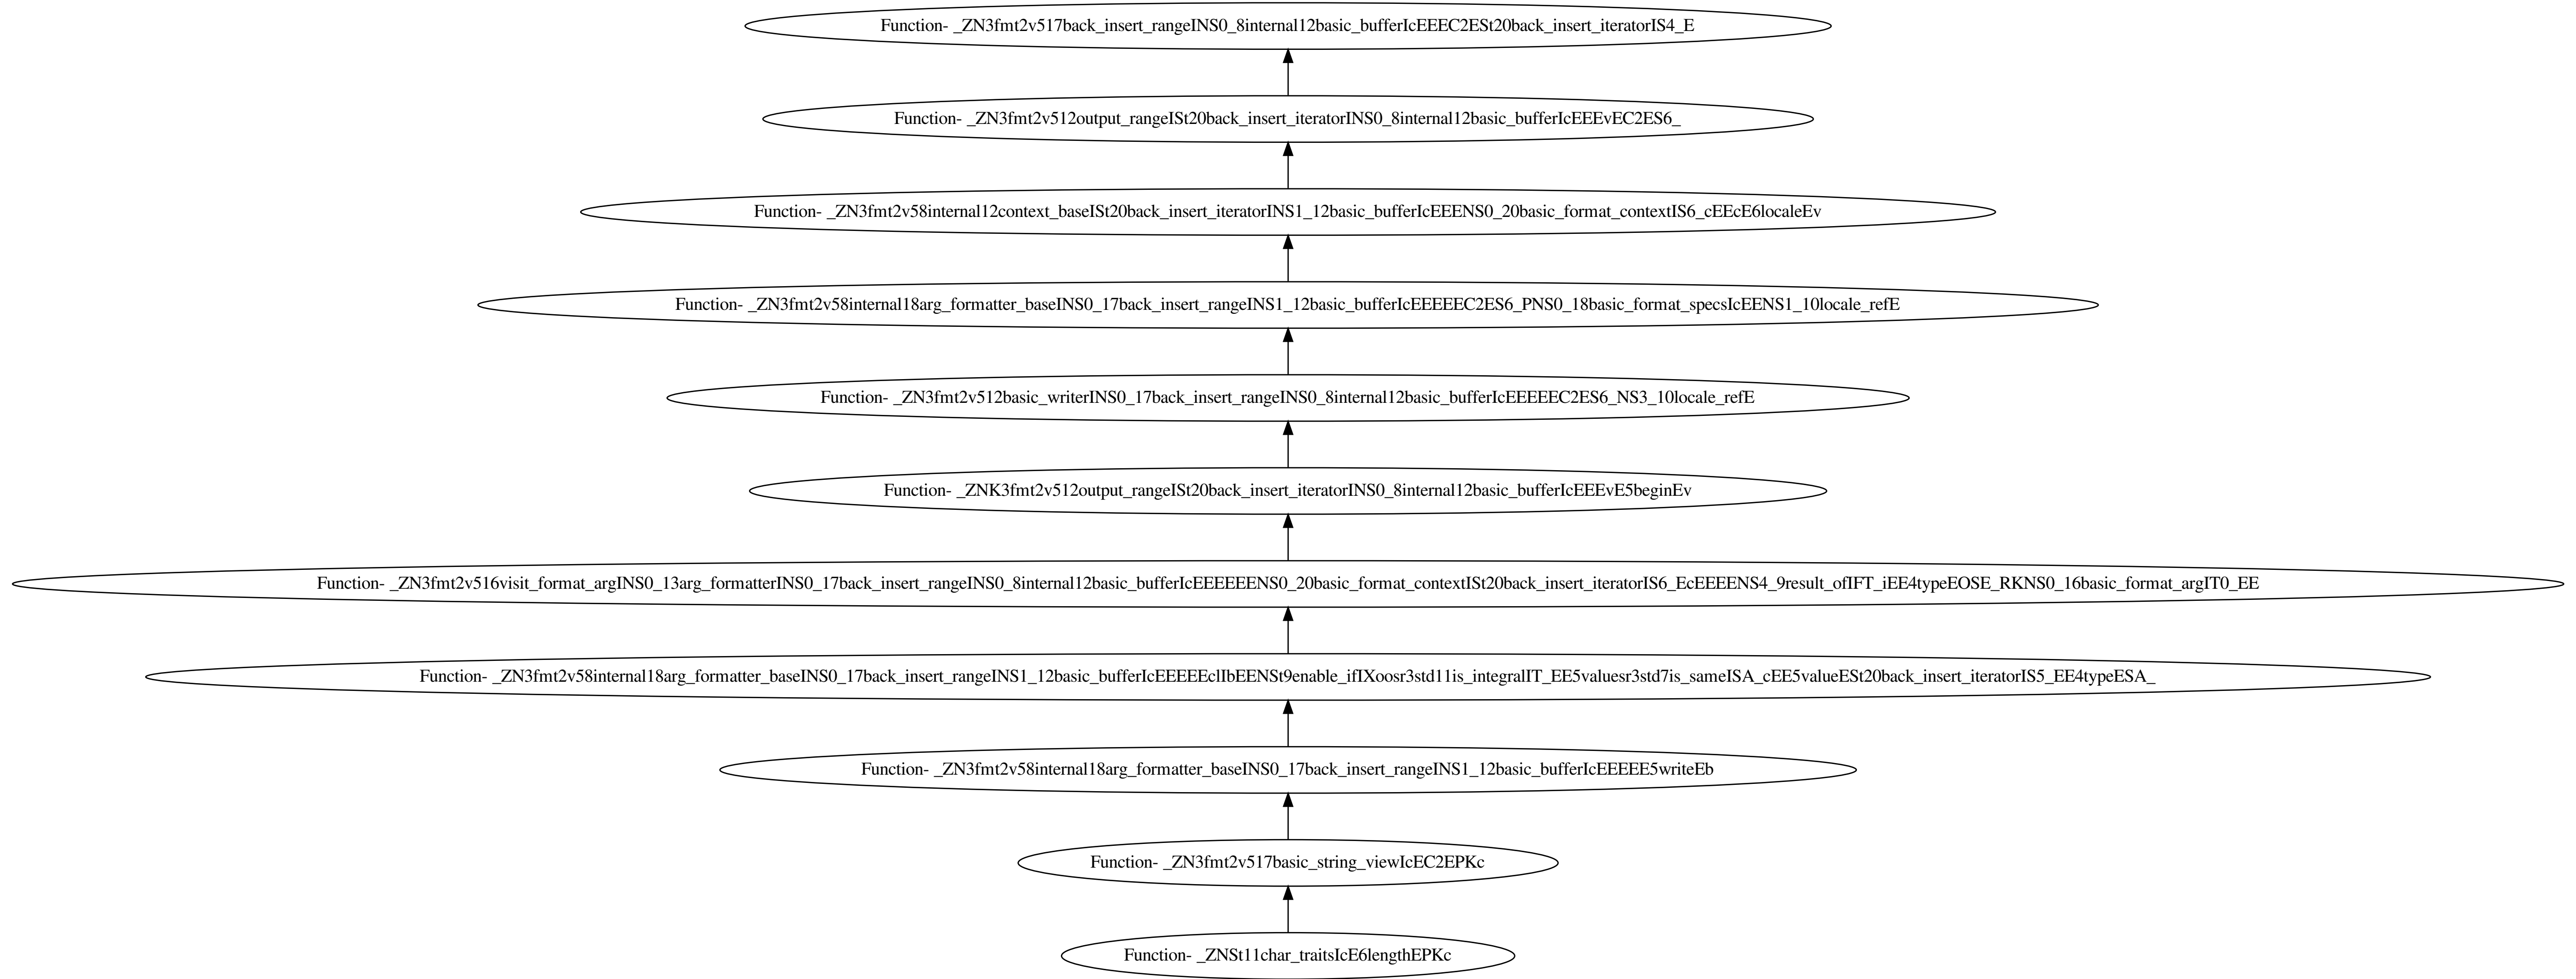 Function- _ZN3fmt2v517back_insert_rangeINS0_8internal12basic_bufferIcEEEC2ESt20back_insert_iteratorIS4_E
Function- _ZN3fmt2v512output_rangeISt20back_insert_iteratorINS0_8internal12basic_bufferIcEEEvEC2ES6_
Function- _ZN3fmt2v58internal12context_baseISt20back_insert_iteratorINS1_12basic_bufferIcEEENS0_20basic_format_contextIS6_cEEcE6localeEv
Function- _ZN3fmt2v58internal18arg_formatter_baseINS0_17back_insert_rangeINS1_12basic_bufferIcEEEEEC2ES6_PNS0_18basic_format_specsIcEENS1_10locale_refE
Function- _ZN3fmt2v512basic_writerINS0_17back_insert_rangeINS0_8internal12basic_bufferIcEEEEEC2ES6_NS3_10locale_refE
Function- _ZNK3fmt2v512output_rangeISt20back_insert_iteratorINS0_8internal12basic_bufferIcEEEvE5beginEv
Function- _ZN3fmt2v516visit_format_argINS0_13arg_formatterINS0_17back_insert_rangeINS0_8internal12basic_bufferIcEEEEEENS0_20basic_format_contextISt20back_insert_iteratorIS6_EcEEEENS4_9result_ofIFT_iEE4typeEOSE_RKNS0_16basic_format_argIT0_EE
Function- _ZN3fmt2v58internal18arg_formatter_baseINS0_17back_insert_rangeINS1_12basic_bufferIcEEEEEclIbEENSt9enable_ifIXoosr3std11is_integralIT_EE5valuesr3std7is_sameISA_cEE5valueESt20back_insert_iteratorIS5_EE4typeESA_
Function- _ZN3fmt2v58internal18arg_formatter_baseINS0_17back_insert_rangeINS1_12basic_bufferIcEEEEE5writeEb
Function- _ZN3fmt2v517basic_string_viewIcEC2EPKc
Function- _ZNSt11char_traitsIcE6lengthEPKc